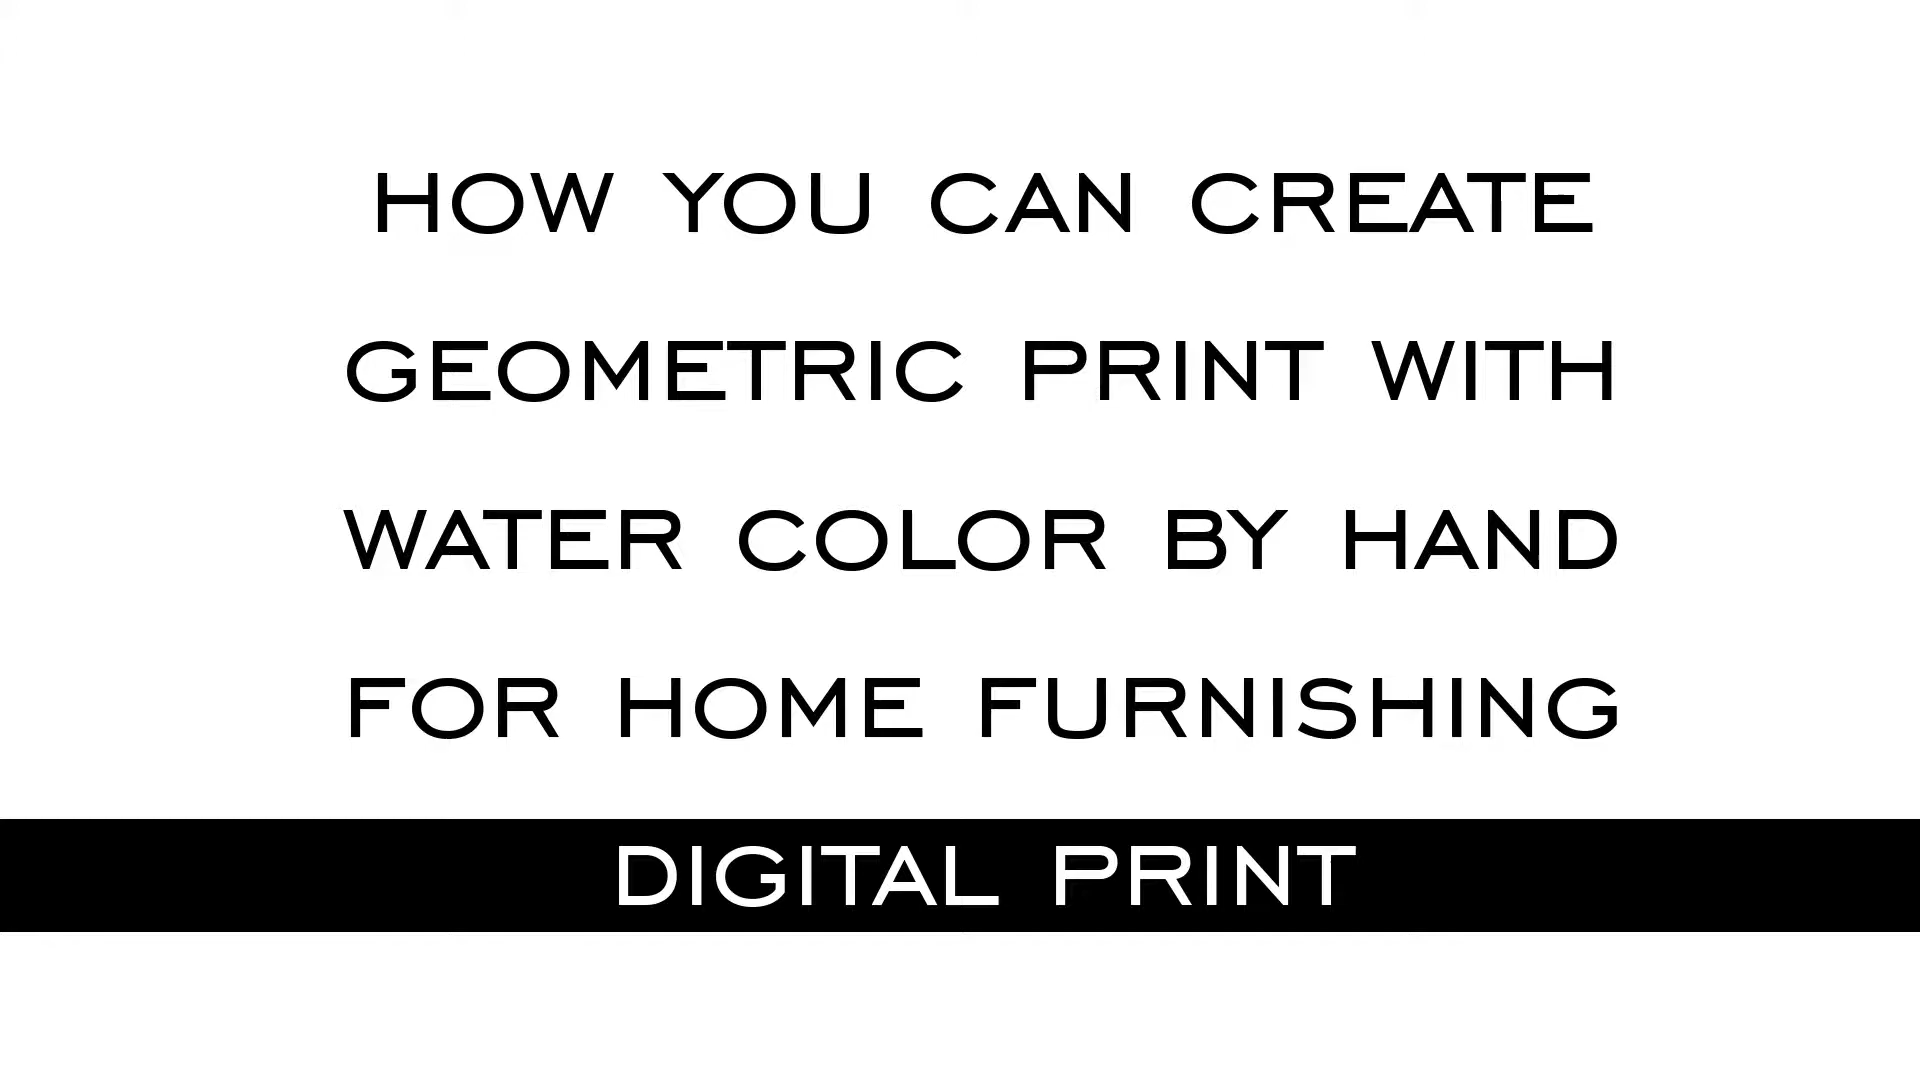 HOW YOU CAN CREATE
GEOMETRIC PRINT WITH
WATER COLOR BY HAND
FOR HOME FURNISHING
DIGITAL PRINT